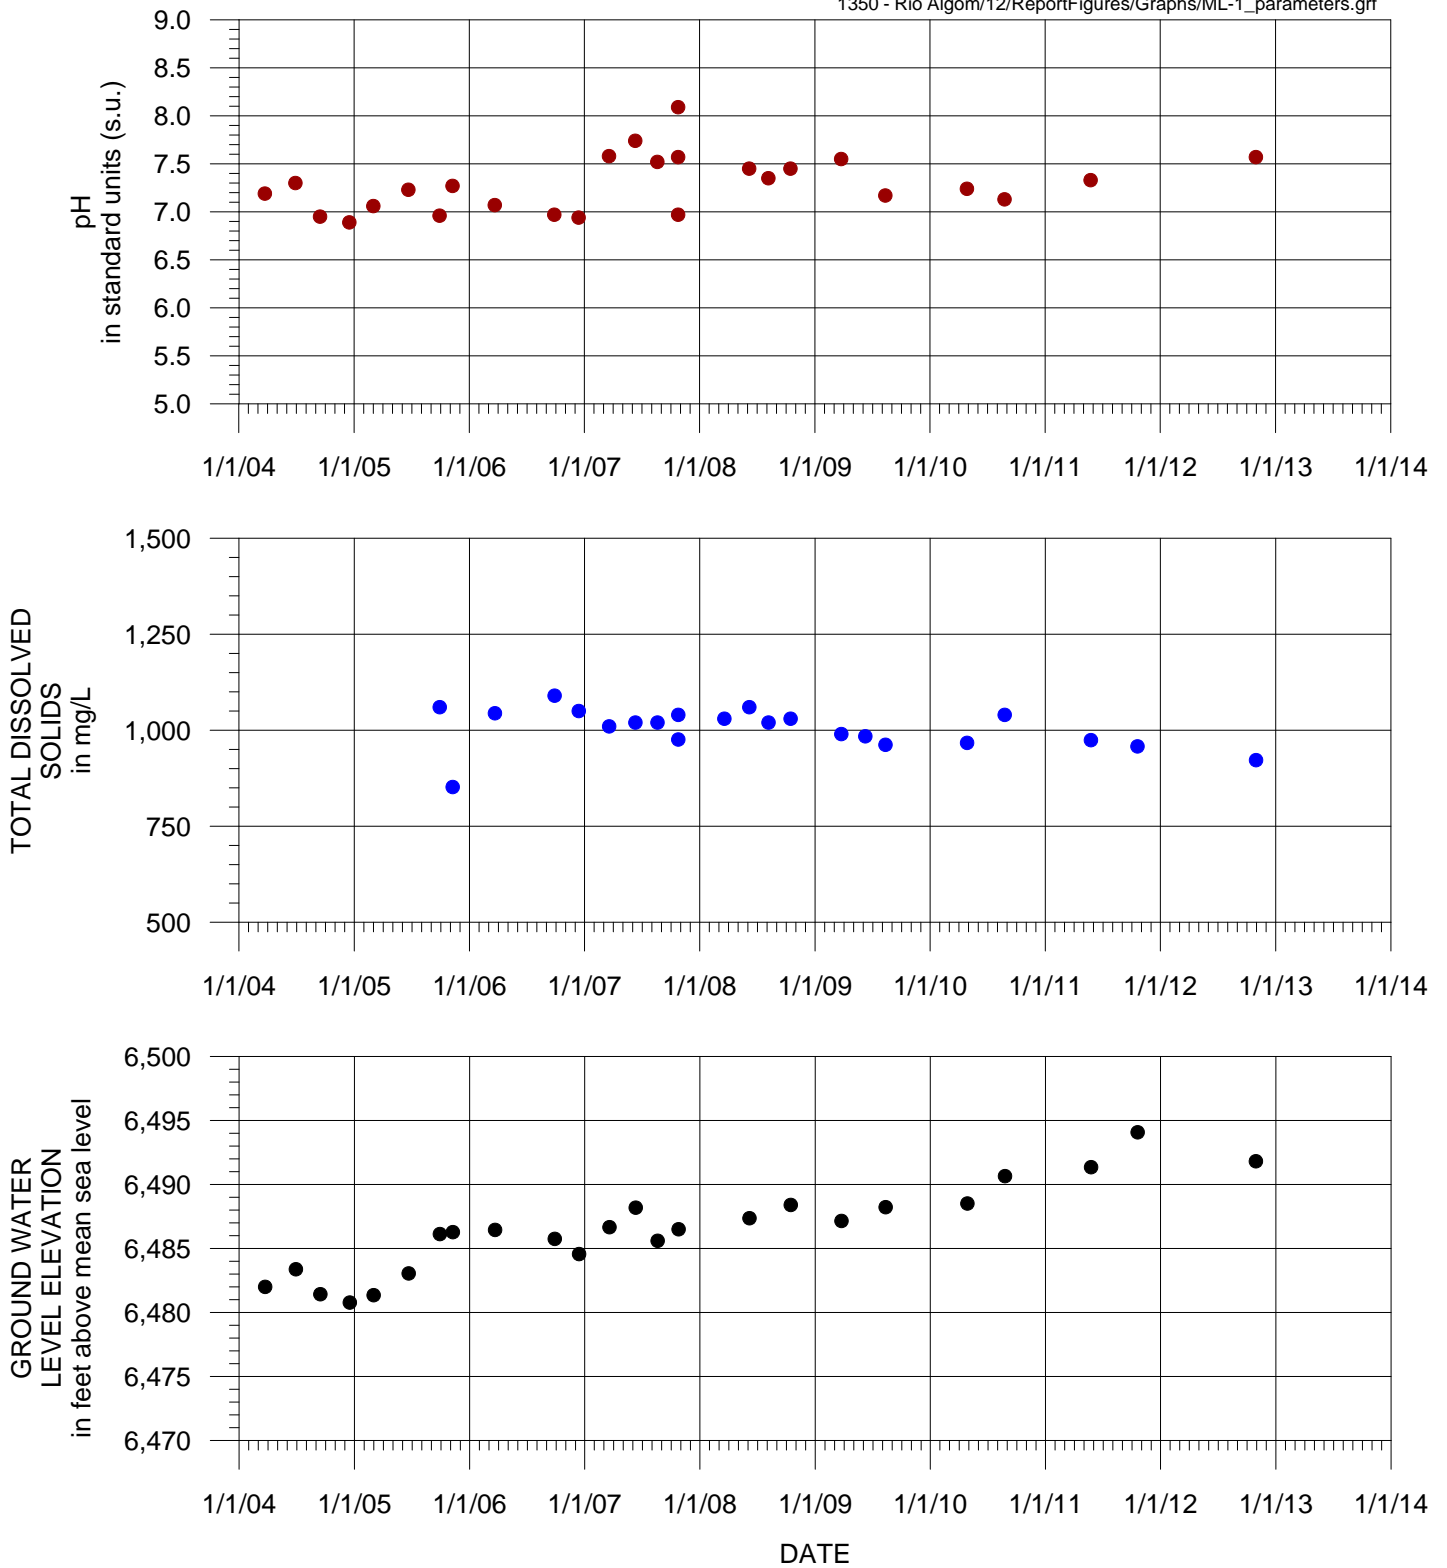 1350 - Rio Algom/12/ReportFigures/Graphs/ML-1_parameters.grf
9.0
8.5
8.0
7.5
7.0
6.5
6.0
5.5
5.0
pH
in standard units (s.u.)
1/1/04 1/1/05 1/1/06 1/1/07 1/1/08 1/1/09 1/1/10 1/1/11 1/1/12 1/1/13 1/1/14
1,500
1,250
1,000
750
500
TOTAL DISSOLVED
SOLIDS
in mg/L
1/1/04 1/1/05 1/1/06 1/1/07 1/1/08 1/1/09 1/1/10 1/1/11 1/1/12 1/1/13 1/1/14
6,500
6,495
6,490
6,485
6,480
6,475
6,470
GROUND WATER
LEVEL ELEVATION
in feet above mean sea level
1/1/04 1/1/05 1/1/06 1/1/07 1/1/08 1/1/09 1/1/10 1/1/11 1/1/12 1/1/13 1/1/14
DATE